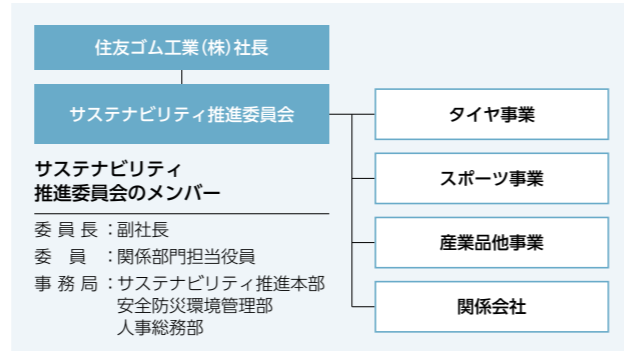 住友ゴム工業(株)社長
サステナビリティ推進委員会
サステナビリティ
推進委員会のメンバー
委員長：副社長
委　員：関係部門担当役員
事務局：サステナビリティ推進本部
安全防災環境管理部
人事総務部
タイヤ事業
スポーツ事業
産業品他事業
関係会社